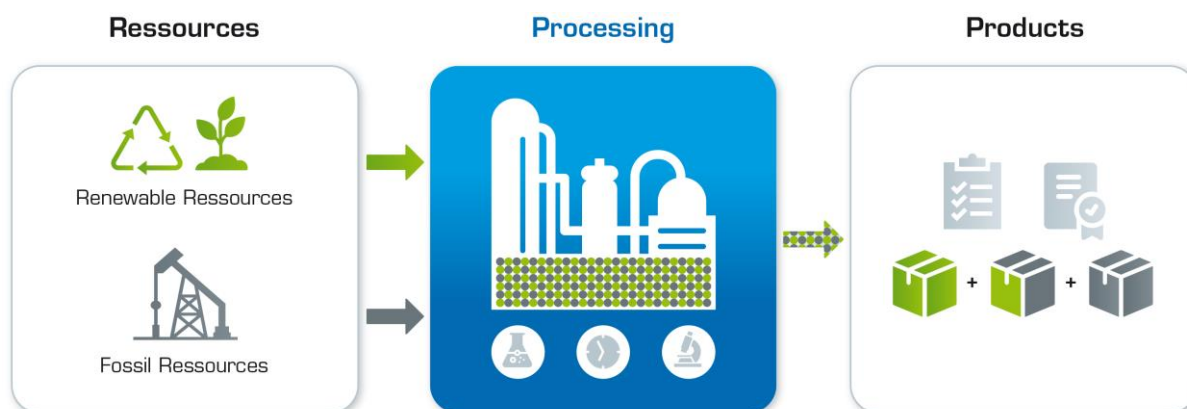 Ressources
Processing
Products
Renewable Ressources
Fossil Ressources
+ +